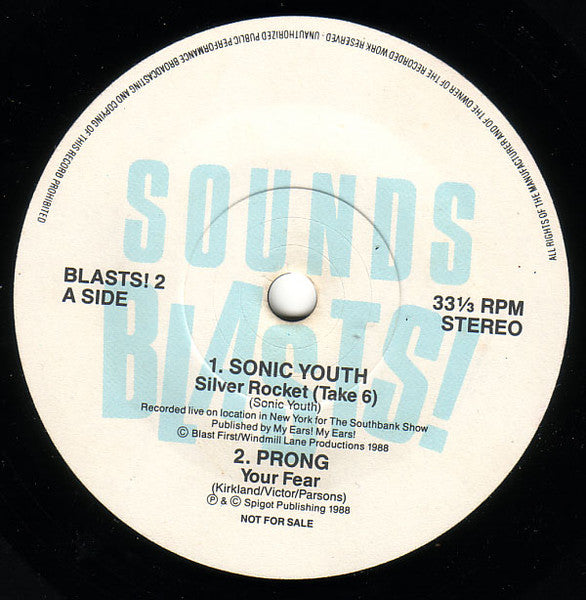 ALL RIGHTS OF THE MANUFACTURER AND OF THE OWNER OF THE RECORDED WORK RESERVED · UNAUTHORIZED PUBLIC PERFORMANCE BROADCASTING AND COPYING OF THIS RECORD PROHIBITED
SOUNDS
BLASTS!
BLASTS! 2
A SIDE
33⅓ RPM
STEREO
1. SONIC YOUTH
Silver Rocket (Take 6)
(Sonic Youth)
Recorded live on location in New York for The Southbank Show
Published by My Ears! My Ears!
© Blast First/Windmill Lane Productions 1988
2. PRONG
Your Fear
(Kirkland/Victor/Parsons)
℗ & © Spigot Publishing 1988
NOT FOR SALE